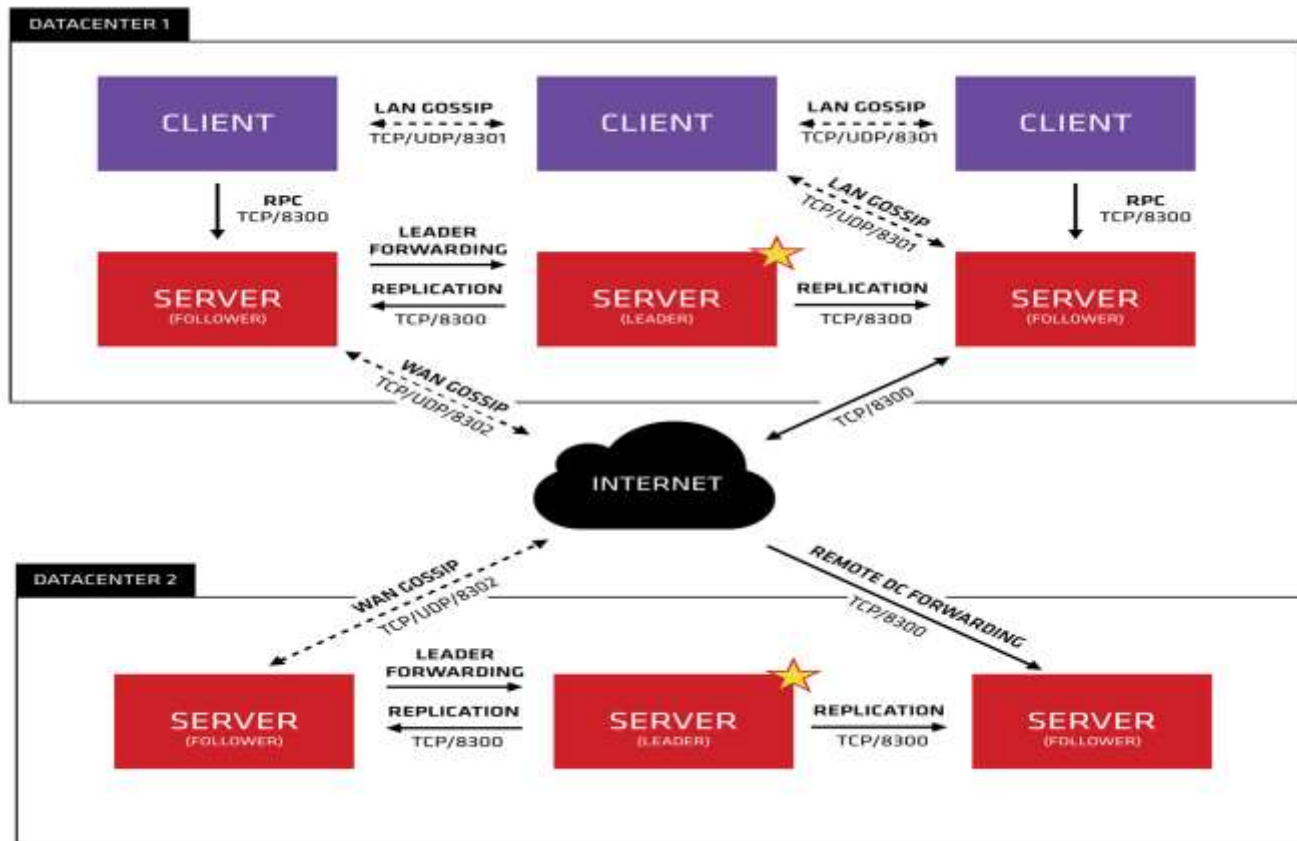 DATACENTER 1
CLIENT
LAN GOSSIP
TCP/UDP/8301
CLIENT
LAN GOSSIP
TCP/UDP/8301
CLIENT
RPC
TCP/8300
LAN GOSSIP
TCP/UDP/8301
RPC
TCP/8300
SERVER
(FOLLOWER)
LEADER
FORWARDING
REPLICATION
TCP/8300
SERVER
(LEADER)
REPLICATION
TCP/8300
SERVER
(FOLLOWER)
WAN GOSSIP
TCP/UDP/8302
TCP/8300
INTERNET
DATACENTER 2
WAN GOSSIP
TCP/UDP/8302
REMOTE DC FORWARDING
TCP/8300
SERVER
(FOLLOWER)
LEADER
FORWARDING
REPLICATION
TCP/8300
SERVER
(LEADER)
REPLICATION
TCP/8300
SERVER
(FOLLOWER)